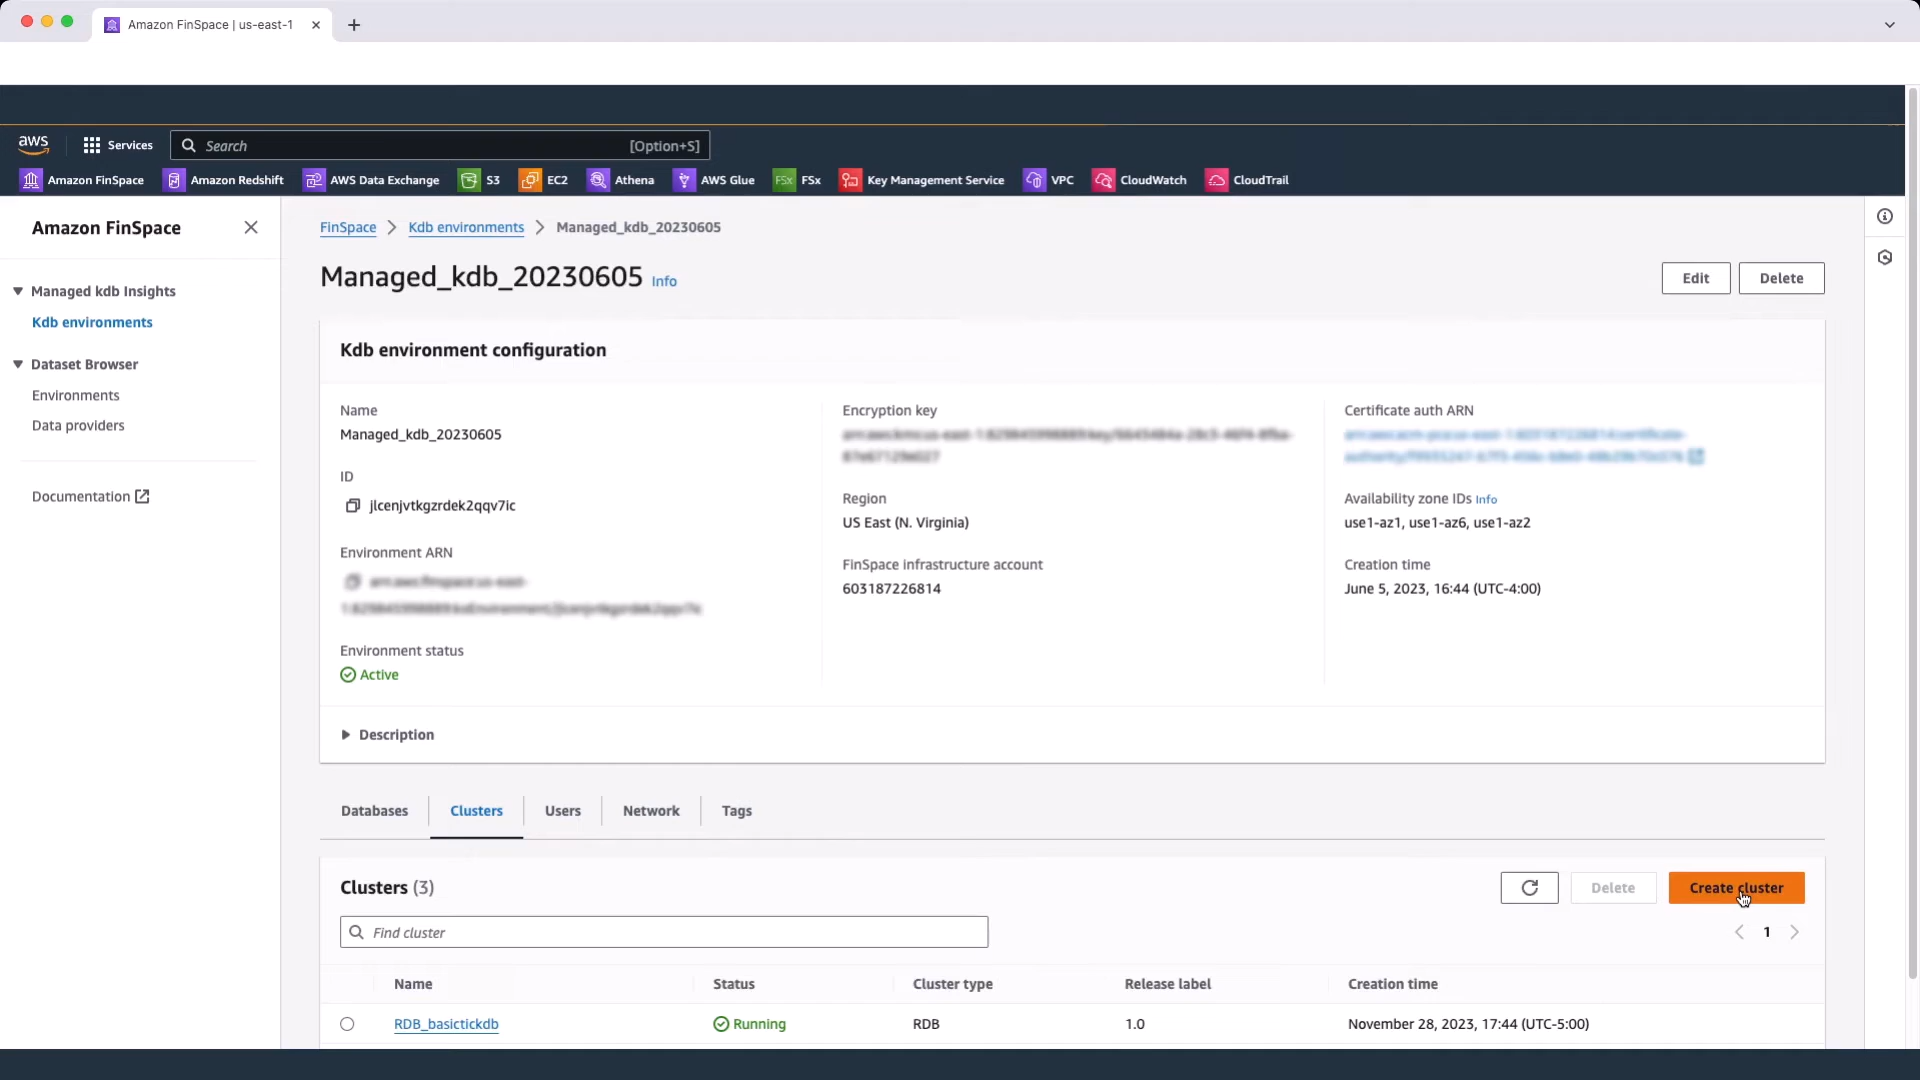 Amazon FinSpace | us-east-1
aws
Services
Search
[Option+S]
Amazon FinSpace
Amazon Redshift
AWS Data Exchange
S3
EC2
Athena
AWS Glue
FSx
FSx
Key Management Service
VPC
CloudWatch
CloudTrail
Amazon FinSpace
Managed kdb Insights
Kdb environments
Dataset Browser
Environments
Data providers
Documentation
FinSpace
Kdb environments
Managed_kdb_20230605
Managed_kdb_20230605 Info
Edit
Delete
Kdb environment configuration
Name
Managed_kdb_20230605
ID
jlcenjvtkgzrdek2qqv7ic
Environment ARN
Environment status
Active
Encryption key
Region
US East (N. Virginia)
FinSpace infrastructure account
603187226814
Certificate auth ARN
Availability zone IDs Info
use1-az1, use1-az6, use1-az2
Creation time
June 5, 2023, 16:44 (UTC-4:00)
Description
Databases
Clusters
Users
Network
Tags
Clusters (3)
Delete
Create cluster
Find cluster
1
Name
Status
Cluster type
Release label
Creation time
RDB_basictickdb
Running
RDB
1.0
November 28, 2023, 17:44 (UTC-5:00)